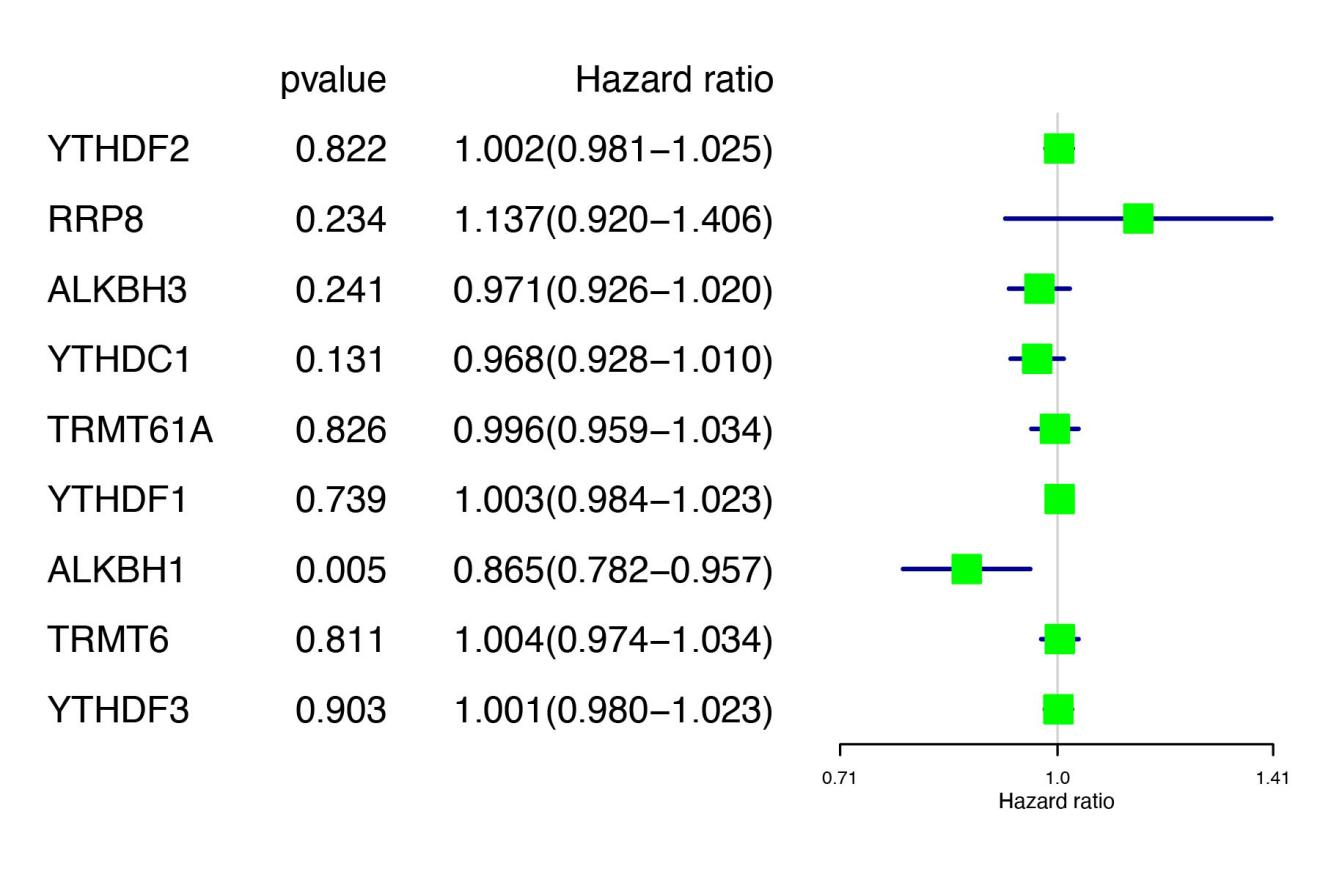 pvalue Hazard ratio
YTHDF2 0.822 1.002(0.981−1.025)
RRP8 0.234 1.137(0.920−1.406)
ALKBH3 0.241 0.971(0.926−1.020)
YTHDC1 0.131 0.968(0.928−1.010)
TRMT61A 0.826 0.996(0.959−1.034)
YTHDF1 0.739 1.003(0.984−1.023)
ALKBH1 0.005 0.865(0.782−0.957)
TRMT6 0.811 1.004(0.974−1.034)
YTHDF3 0.903 1.001(0.980−1.023)
0.71 1.0 1.41
Hazard ratio